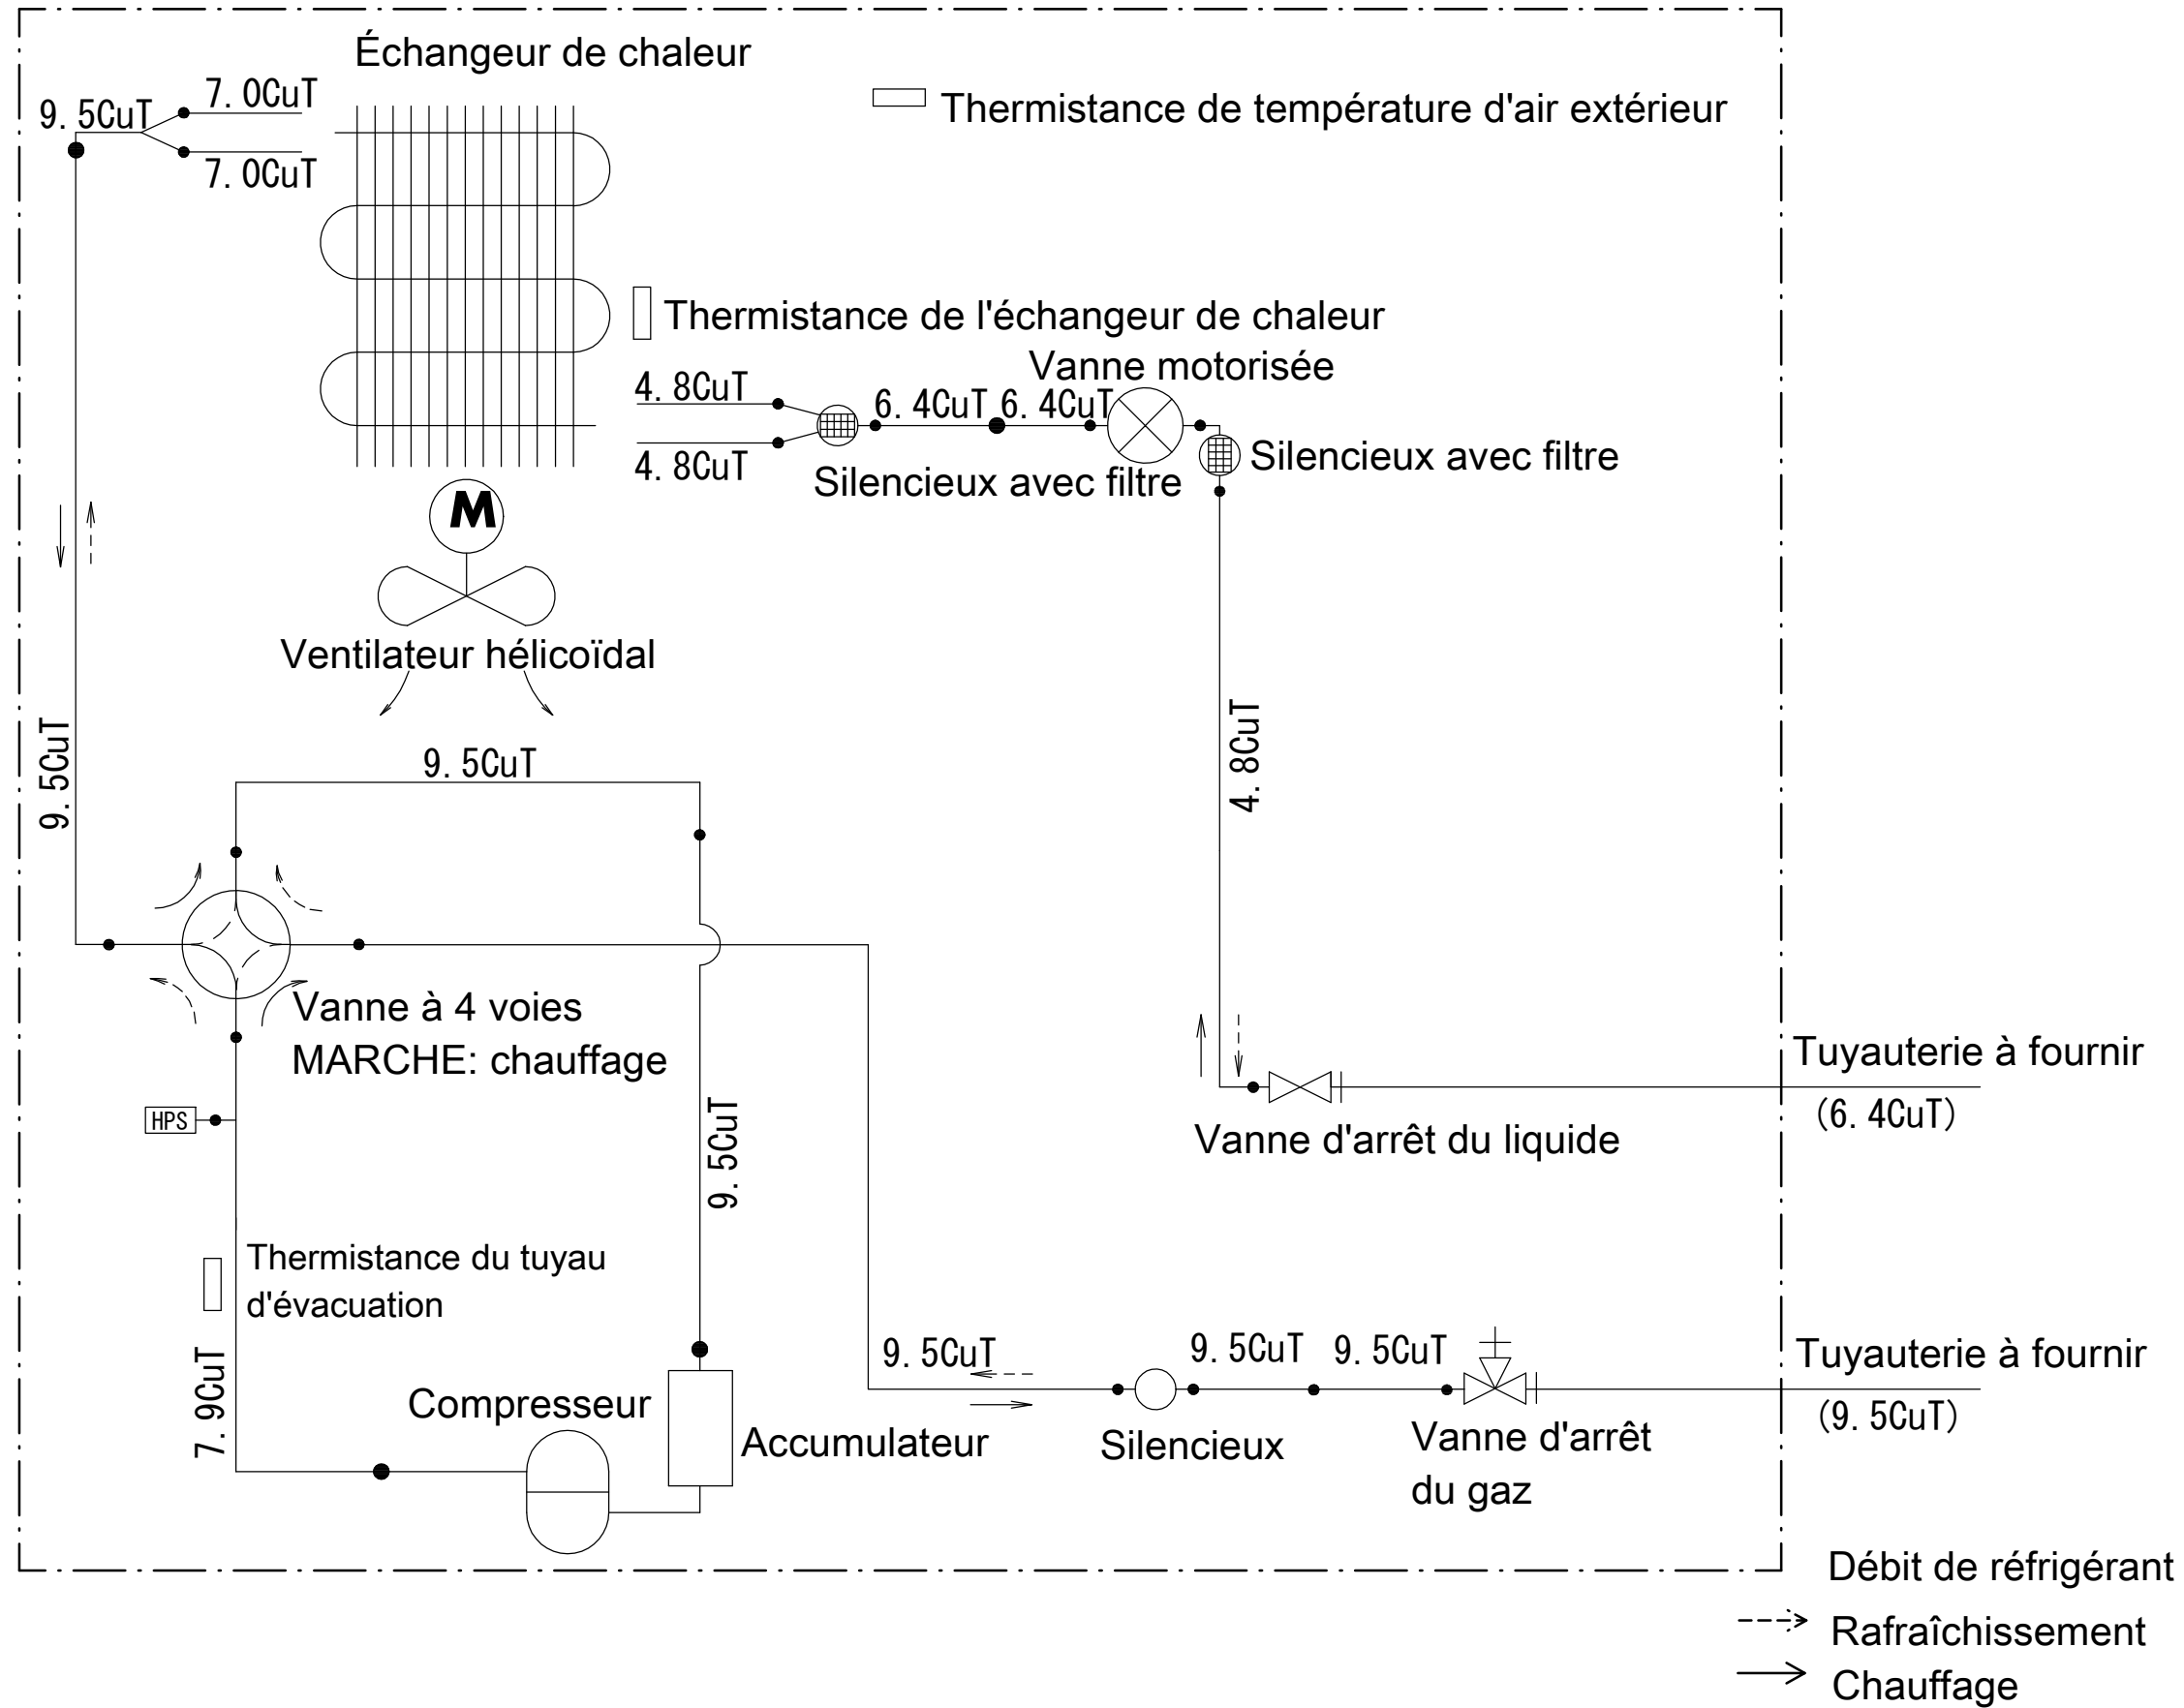 Échangeur de chaleur
9. 5CuT
7. 0CuT
7. 0CuT
Thermistance de température d'air extérieur
Thermistance de l'échangeur de chaleur
Vanne motorisée
4. 8CuT
6. 4CuT
6. 4CuT
4. 8CuT
Silencieux avec filtre
Silencieux avec filtre
M
Ventilateur hélicoïdal
9. 5CuT
9. 5CuT
4. 8CuT
Vanne à 4 voies
MARCHE: chauffage
HPS
9. 5CuT
Tuyauterie à fournir
(6. 4CuT)
Vanne d'arrêt du liquide
Thermistance du tuyau
d'évacuation
7. 9CuT
Compresseur
Accumulateur
9. 5CuT
9. 5CuT
9. 5CuT
Silencieux
Vanne d'arrêt
du gaz
Tuyauterie à fournir
(9. 5CuT)
Débit de réfrigérant
Rafraîchissement
Chauffage